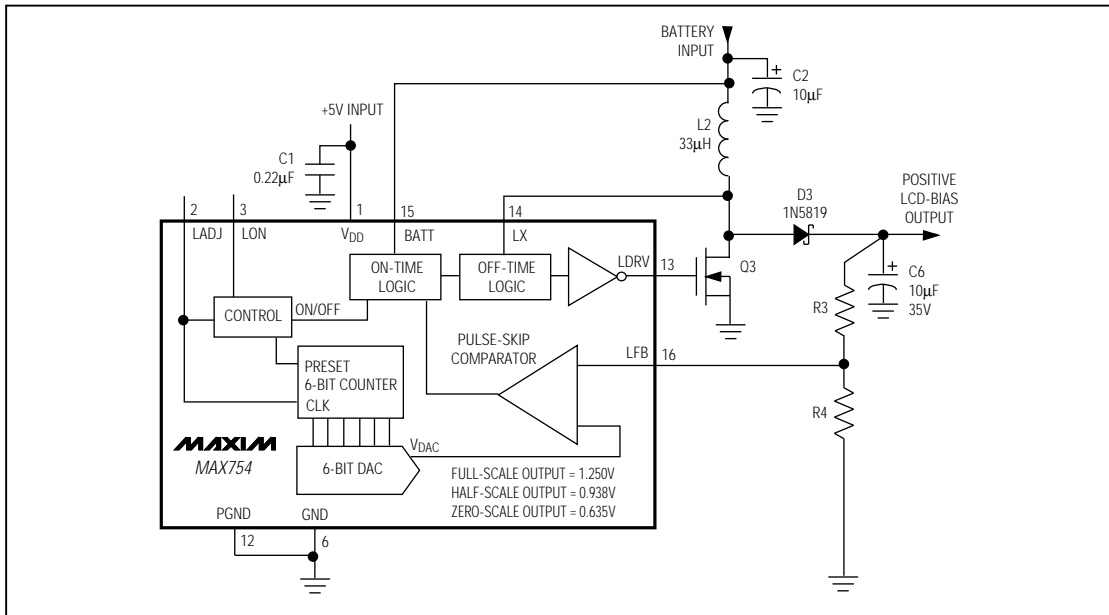 BATTERY
INPUT
+
C2
10μF
+5V INPUT
L2
33μH
C1
0.22μF
D3
1N5819
POSITIVE
LCD-BIAS
OUTPUT
2
3
1
15
14
LADJ
LON
VDD
BATT
LX
ON-TIME
LOGIC
OFF-TIME
LOGIC
LDRV
13
Q3
+
C6
10μF
35V
R3
CONTROL
ON/OFF
PULSE-SKIP
COMPARATOR
LFB
16
PRESET
6-BIT COUNTER
CLK
R4
MAXIM
MAX754
VDAC
6-BIT DAC
FULL-SCALE OUTPUT = 1.250V
HALF-SCALE OUTPUT = 0.938V
ZERO-SCALE OUTPUT = 0.635V
PGND
GND
12
6